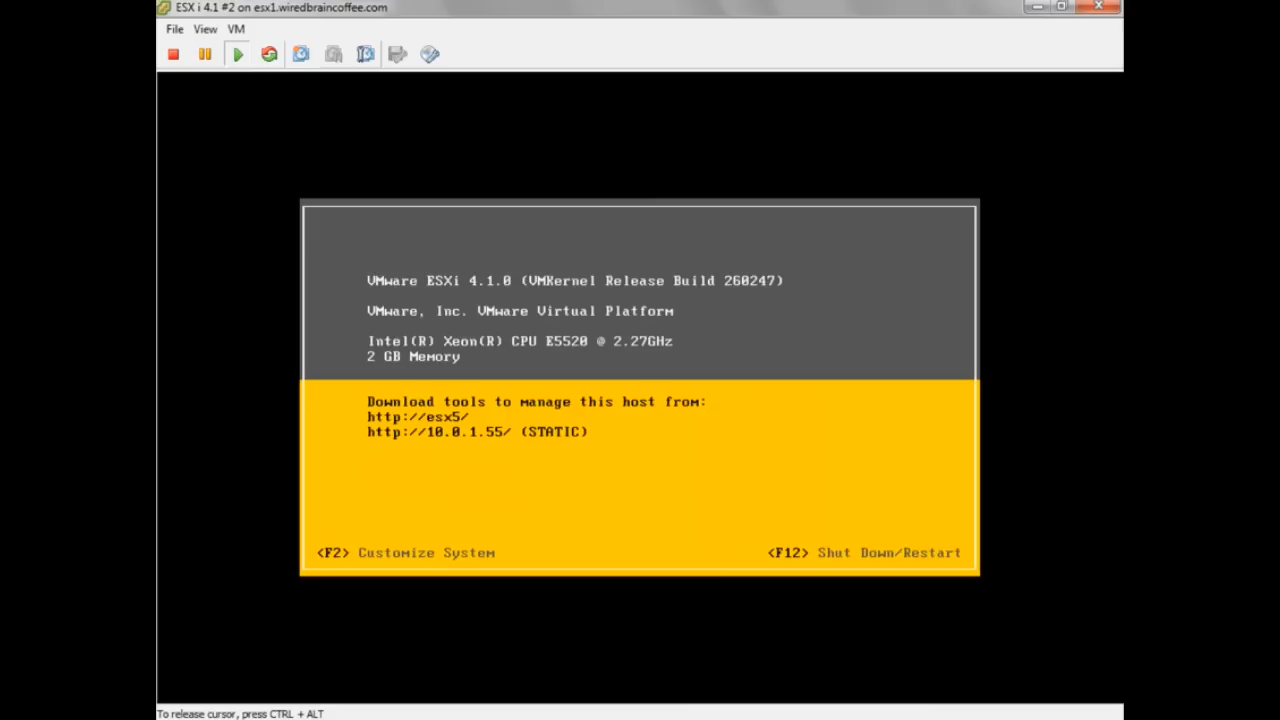 ESX i 4.1 #2 on esx1.wiredbraincoffee.com
File View VM
VMware ESXi 4.1.0 (VMKernel Release Build 260247)
VMware, Inc. VMware Virtual Platform
Intel(R) Xeon(R) CPU E5520 @ 2.27GHz
2 GB Memory
Download tools to manage this host from:
http://esx5/
http://10.0.1.55/ (STATIC)
<F2> Customize System <F12> Shut Down/Restart
To release cursor, press CTRL + ALT